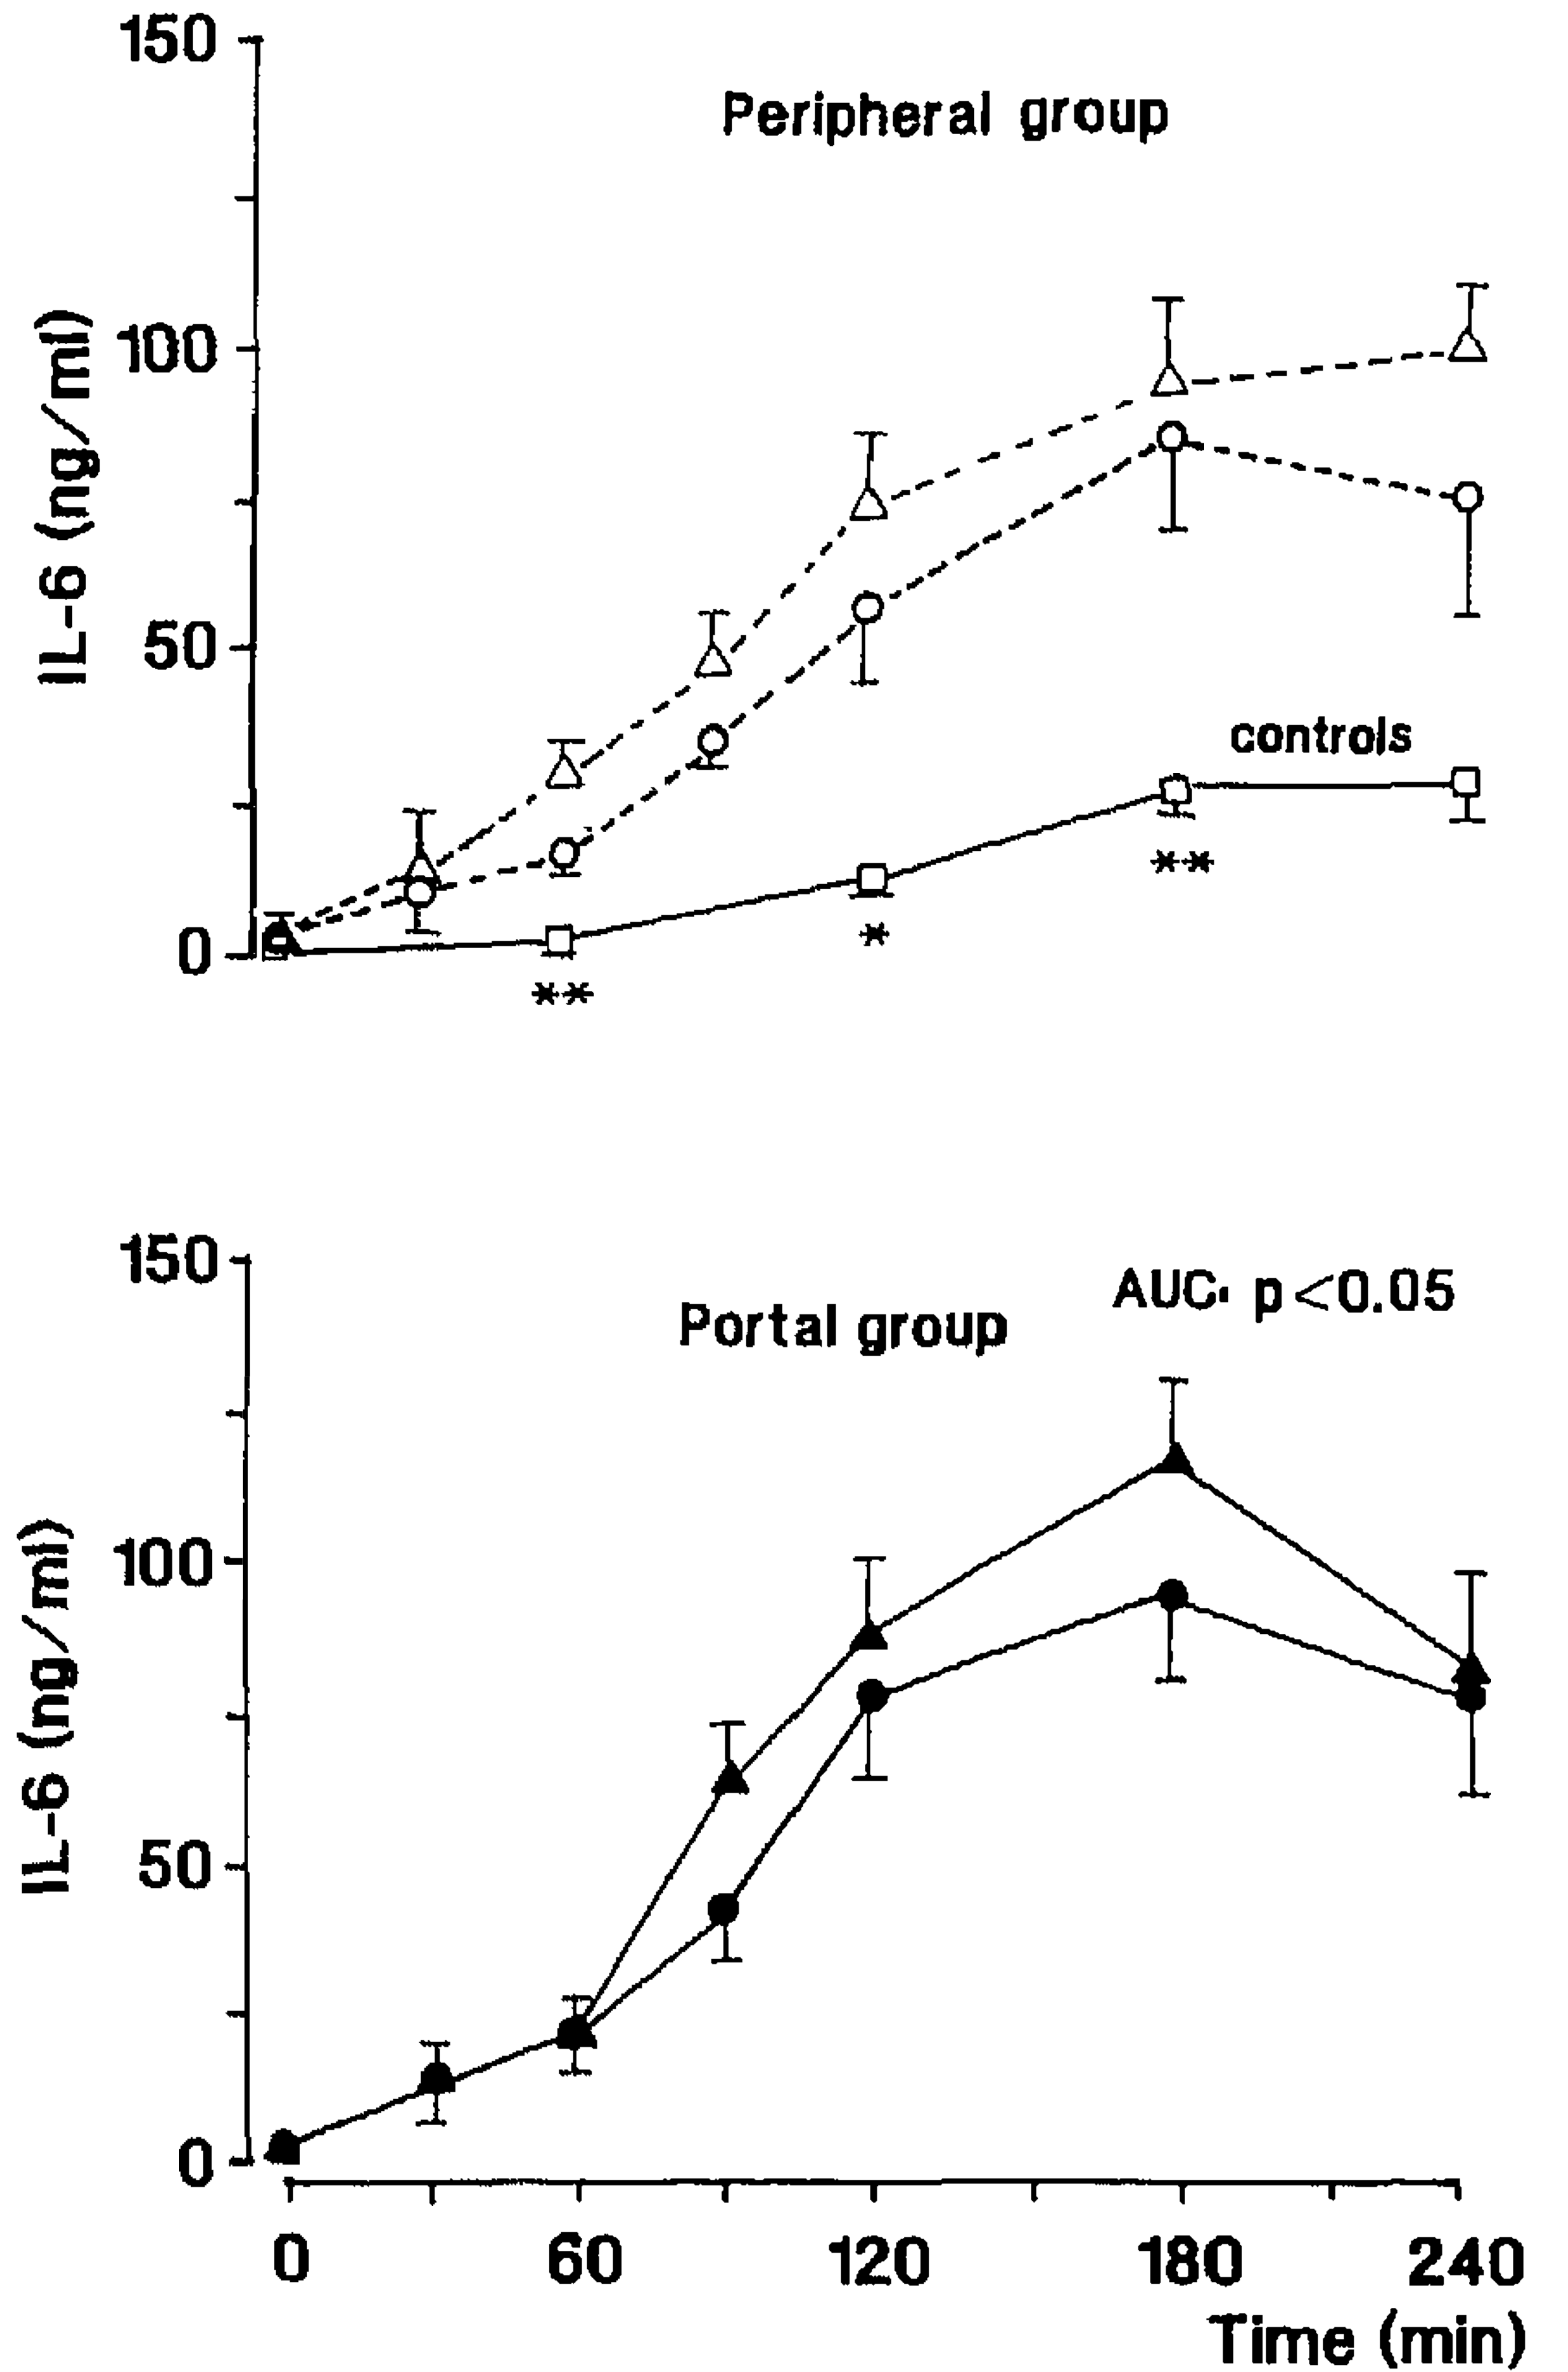 150
Peripheral group
100
IL-6 (ng/ml)
50
controls
**
*
0
**
150
AUC: p<0.05
Portal group
100
IL-6 (ng/ml)
50
0
0 60 120 180 240
Time (min)